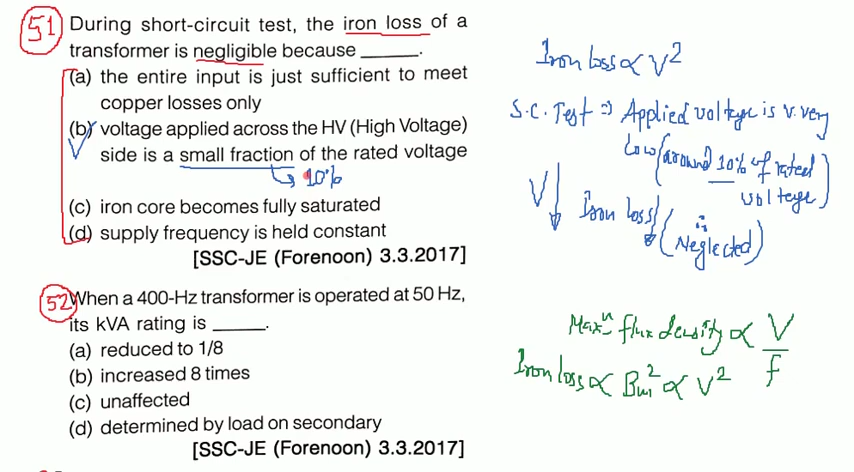 51 During short-circuit test, the iron loss of a
transformer is negligible because ______.
(a) the entire input is just sufficient to meet
copper losses only
(b) voltage applied across the HV (High Voltage)
side is a small fraction of the rated voltage
10%
(c) iron core becomes fully saturated
(d) supply frequency is held constant
[SSC-JE (Forenoon) 3.3.2017]
52 When a 400-Hz transformer is operated at 50 Hz,
its kVA rating is ______.
(a) reduced to 1/8
(b) increased 8 times
(c) unaffected
(d) determined by load on secondary
[SSC-JE (Forenoon) 3.3.2017]
Iron loss ∝ V²
S.C. Test ⇒ Applied voltage is v. very
low (around 10% of rated
voltage)
V↓ Iron loss↓ (is
Neglected)
Maxᵐ flux density ∝ V/f
Iron loss ∝ Bm² ∝ V²